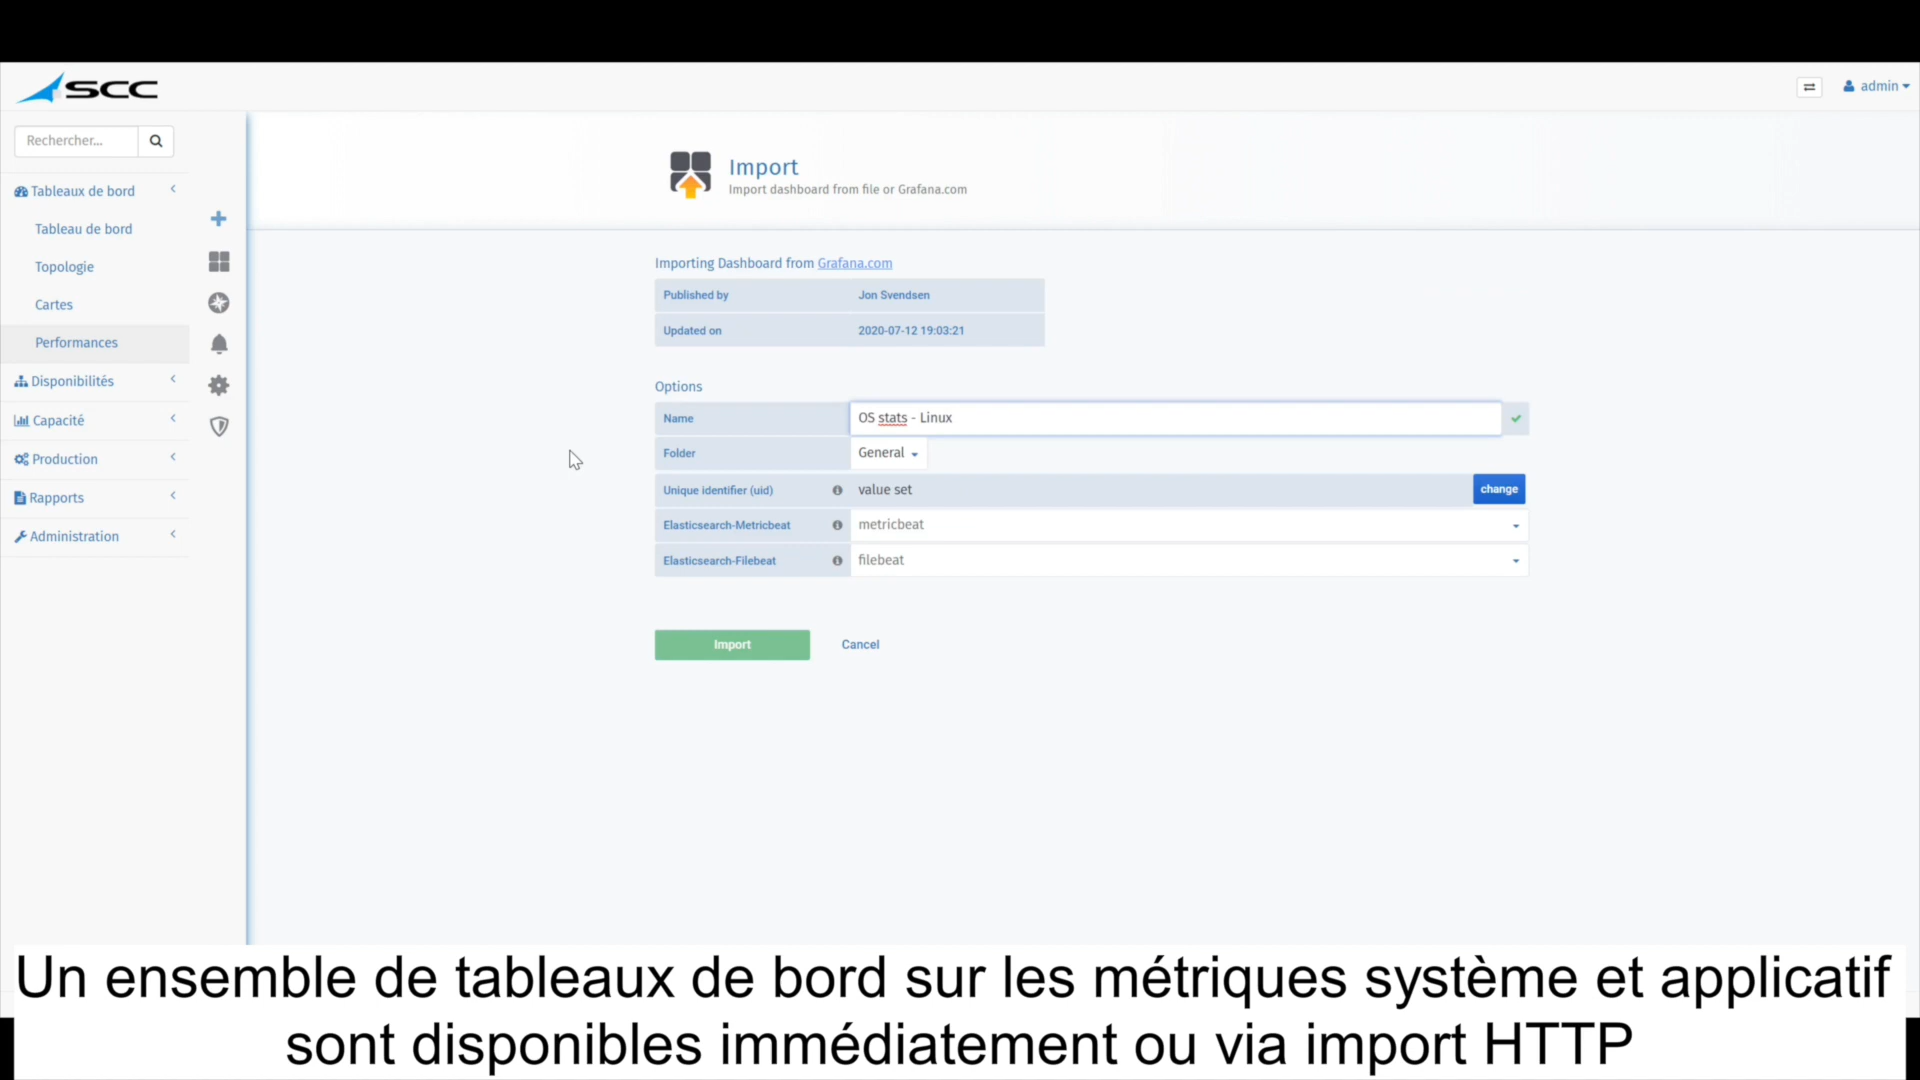 SCC
admin
Rechercher...
Tableaux de bord
Tableau de bord
Topologie
Cartes
Performances
Disponibilités
Capacité
Production
Rapports
Administration
Import
Import dashboard from file or Grafana.com
Importing Dashboard from Grafana.com
Published by Jon Svendsen
Updated on 2020-07-12 19:03:21
Options
Name OS stats - Linux
Folder General
Unique identifier (uid) value set change
Elasticsearch-Metricbeat metricbeat
Elasticsearch-Filebeat filebeat
Import Cancel
Un ensemble de tableaux de bord sur les métriques système et applicatif
sont disponibles immédiatement ou via import HTTP